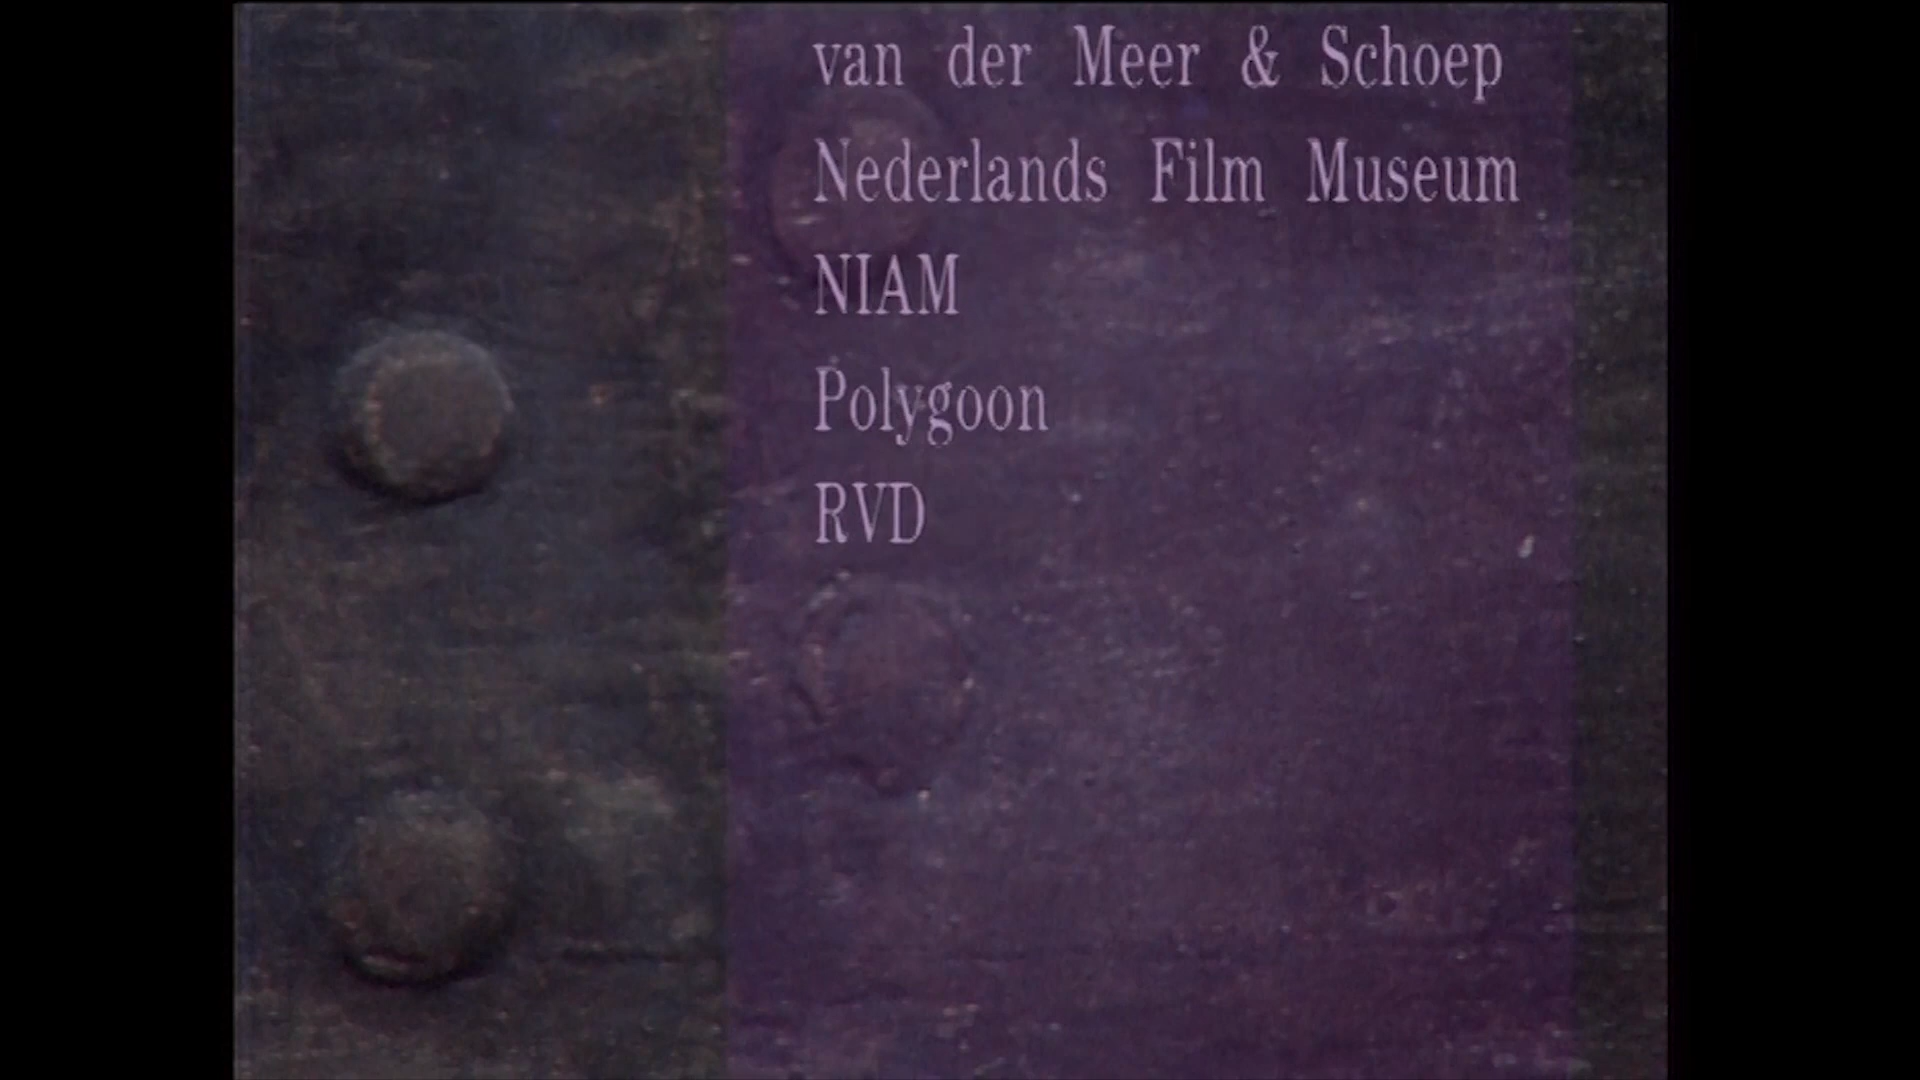 van der Meer & Schoep
Nederlands Film Museum
NIAM
Polygoon
RVD